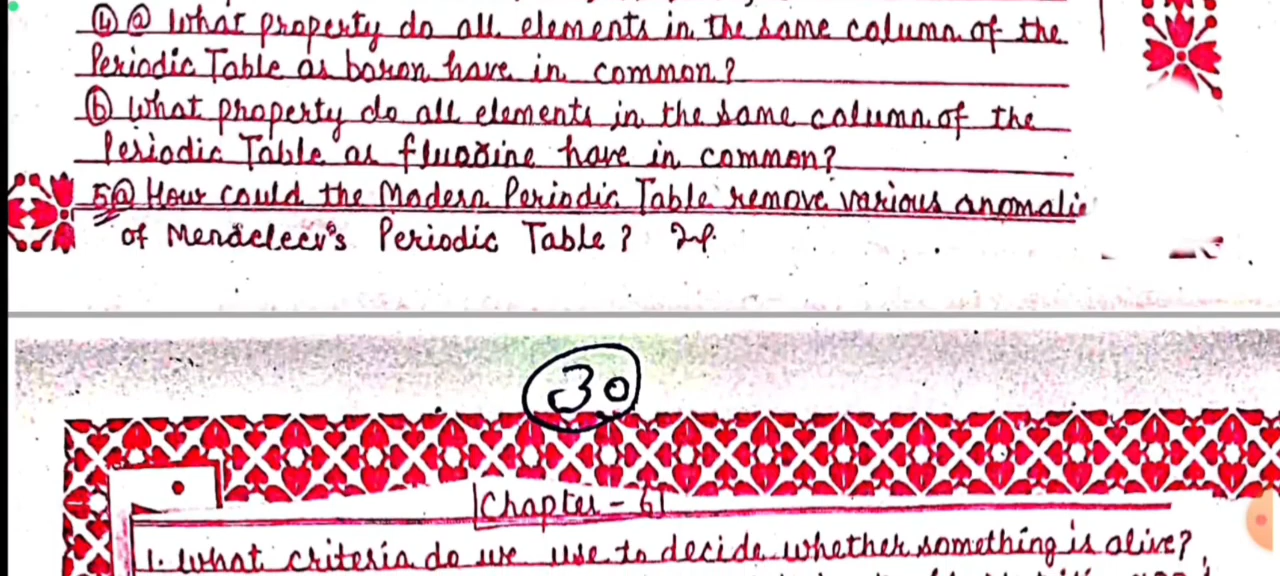 ④ⓐ What property do all elements in the same column of the
Periodic Table as boron have in common?
ⓑ What property do all elements in the same column of the
Periodic Table as fluorine have in common?
5ⓐ How could the Modern Periodic Table remove various anomalie
of Mendeleev's Periodic Table?
30
Chapter - 6
1. What criteria do we use to decide whether something is alive?